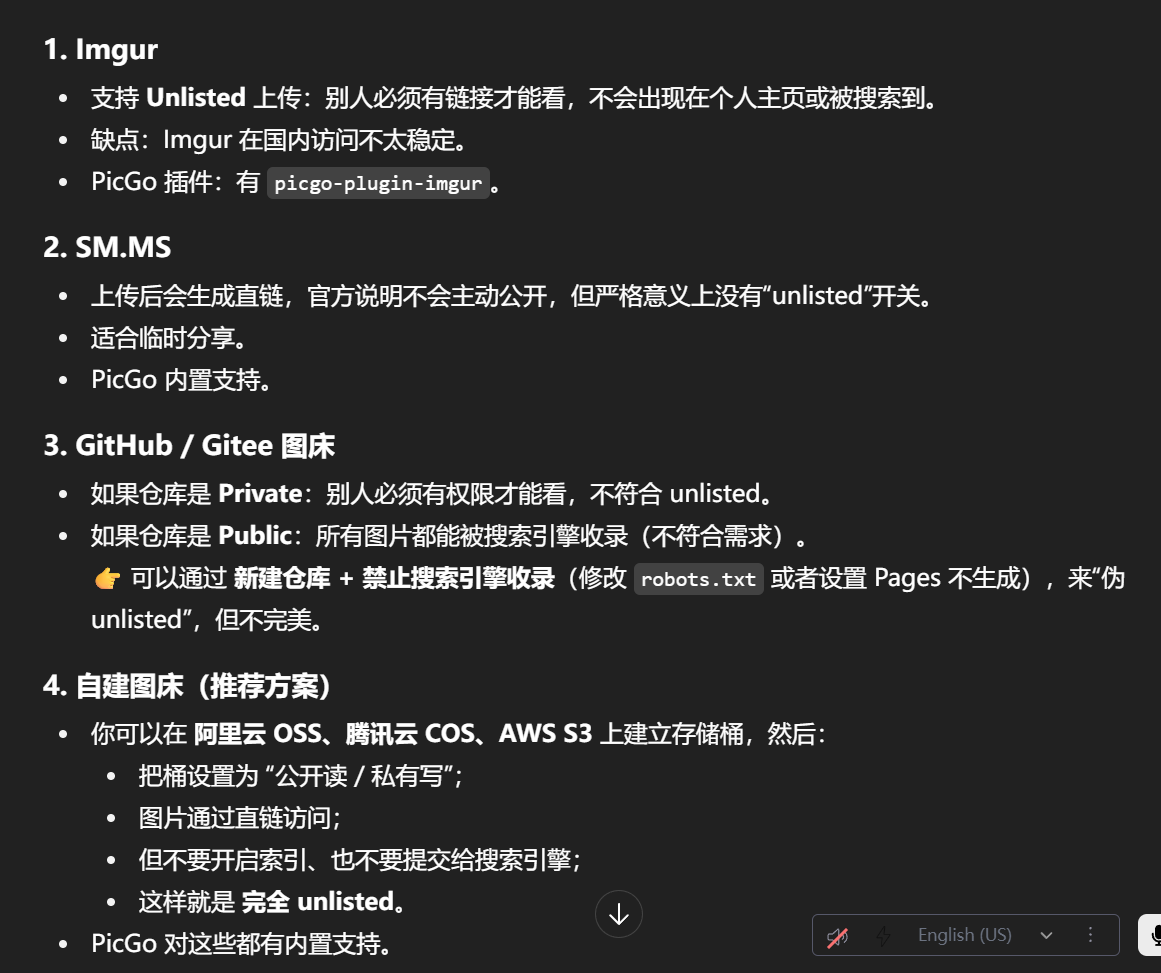 1. Imgur
• 支持 Unlisted 上传：别人必须有链接才能看，不会出现在个人主页或被搜索到。
• 缺点：Imgur 在国内访问不太稳定。
• PicGo 插件：有 picgo-plugin-imgur。
2. SM.MS
• 上传后会生成直链，官方说明不会主动公开，但严格意义上没有“unlisted”开关。
• 适合临时分享。
• PicGo 内置支持。
3. GitHub / Gitee 图床
• 如果仓库是 Private：别人必须有权限才能看，不符合 unlisted。
• 如果仓库是 Public：所有图片都能被搜索引擎收录（不符合需求）。
👉 可以通过 新建仓库 + 禁止搜索引擎收录（修改 robots.txt 或者设置 Pages 不生成），来“伪
unlisted”，但不完美。
4. 自建图床（推荐方案）
• 你可以在 阿里云 OSS、腾讯云 COS、AWS S3 上建立存储桶，然后：
• 把桶设置为 “公开读 / 私有写”；
• 图片通过直链访问；
• 但不要开启索引、也不要提交给搜索引擎；
• 这样就是 完全 unlisted。
• PicGo 对这些都有内置支持。
English (US)